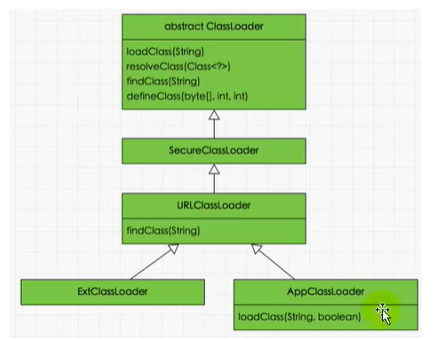 abstract ClassLoader
loadClass(String)
resolveClass(Class<?>)
findClass(String)
defineClass(byte[], int, int)
SecureClassLoader
URLClassLoader
findClass(String)
ExtClassLoader
AppClassLoader
loadClass(String, boolean)